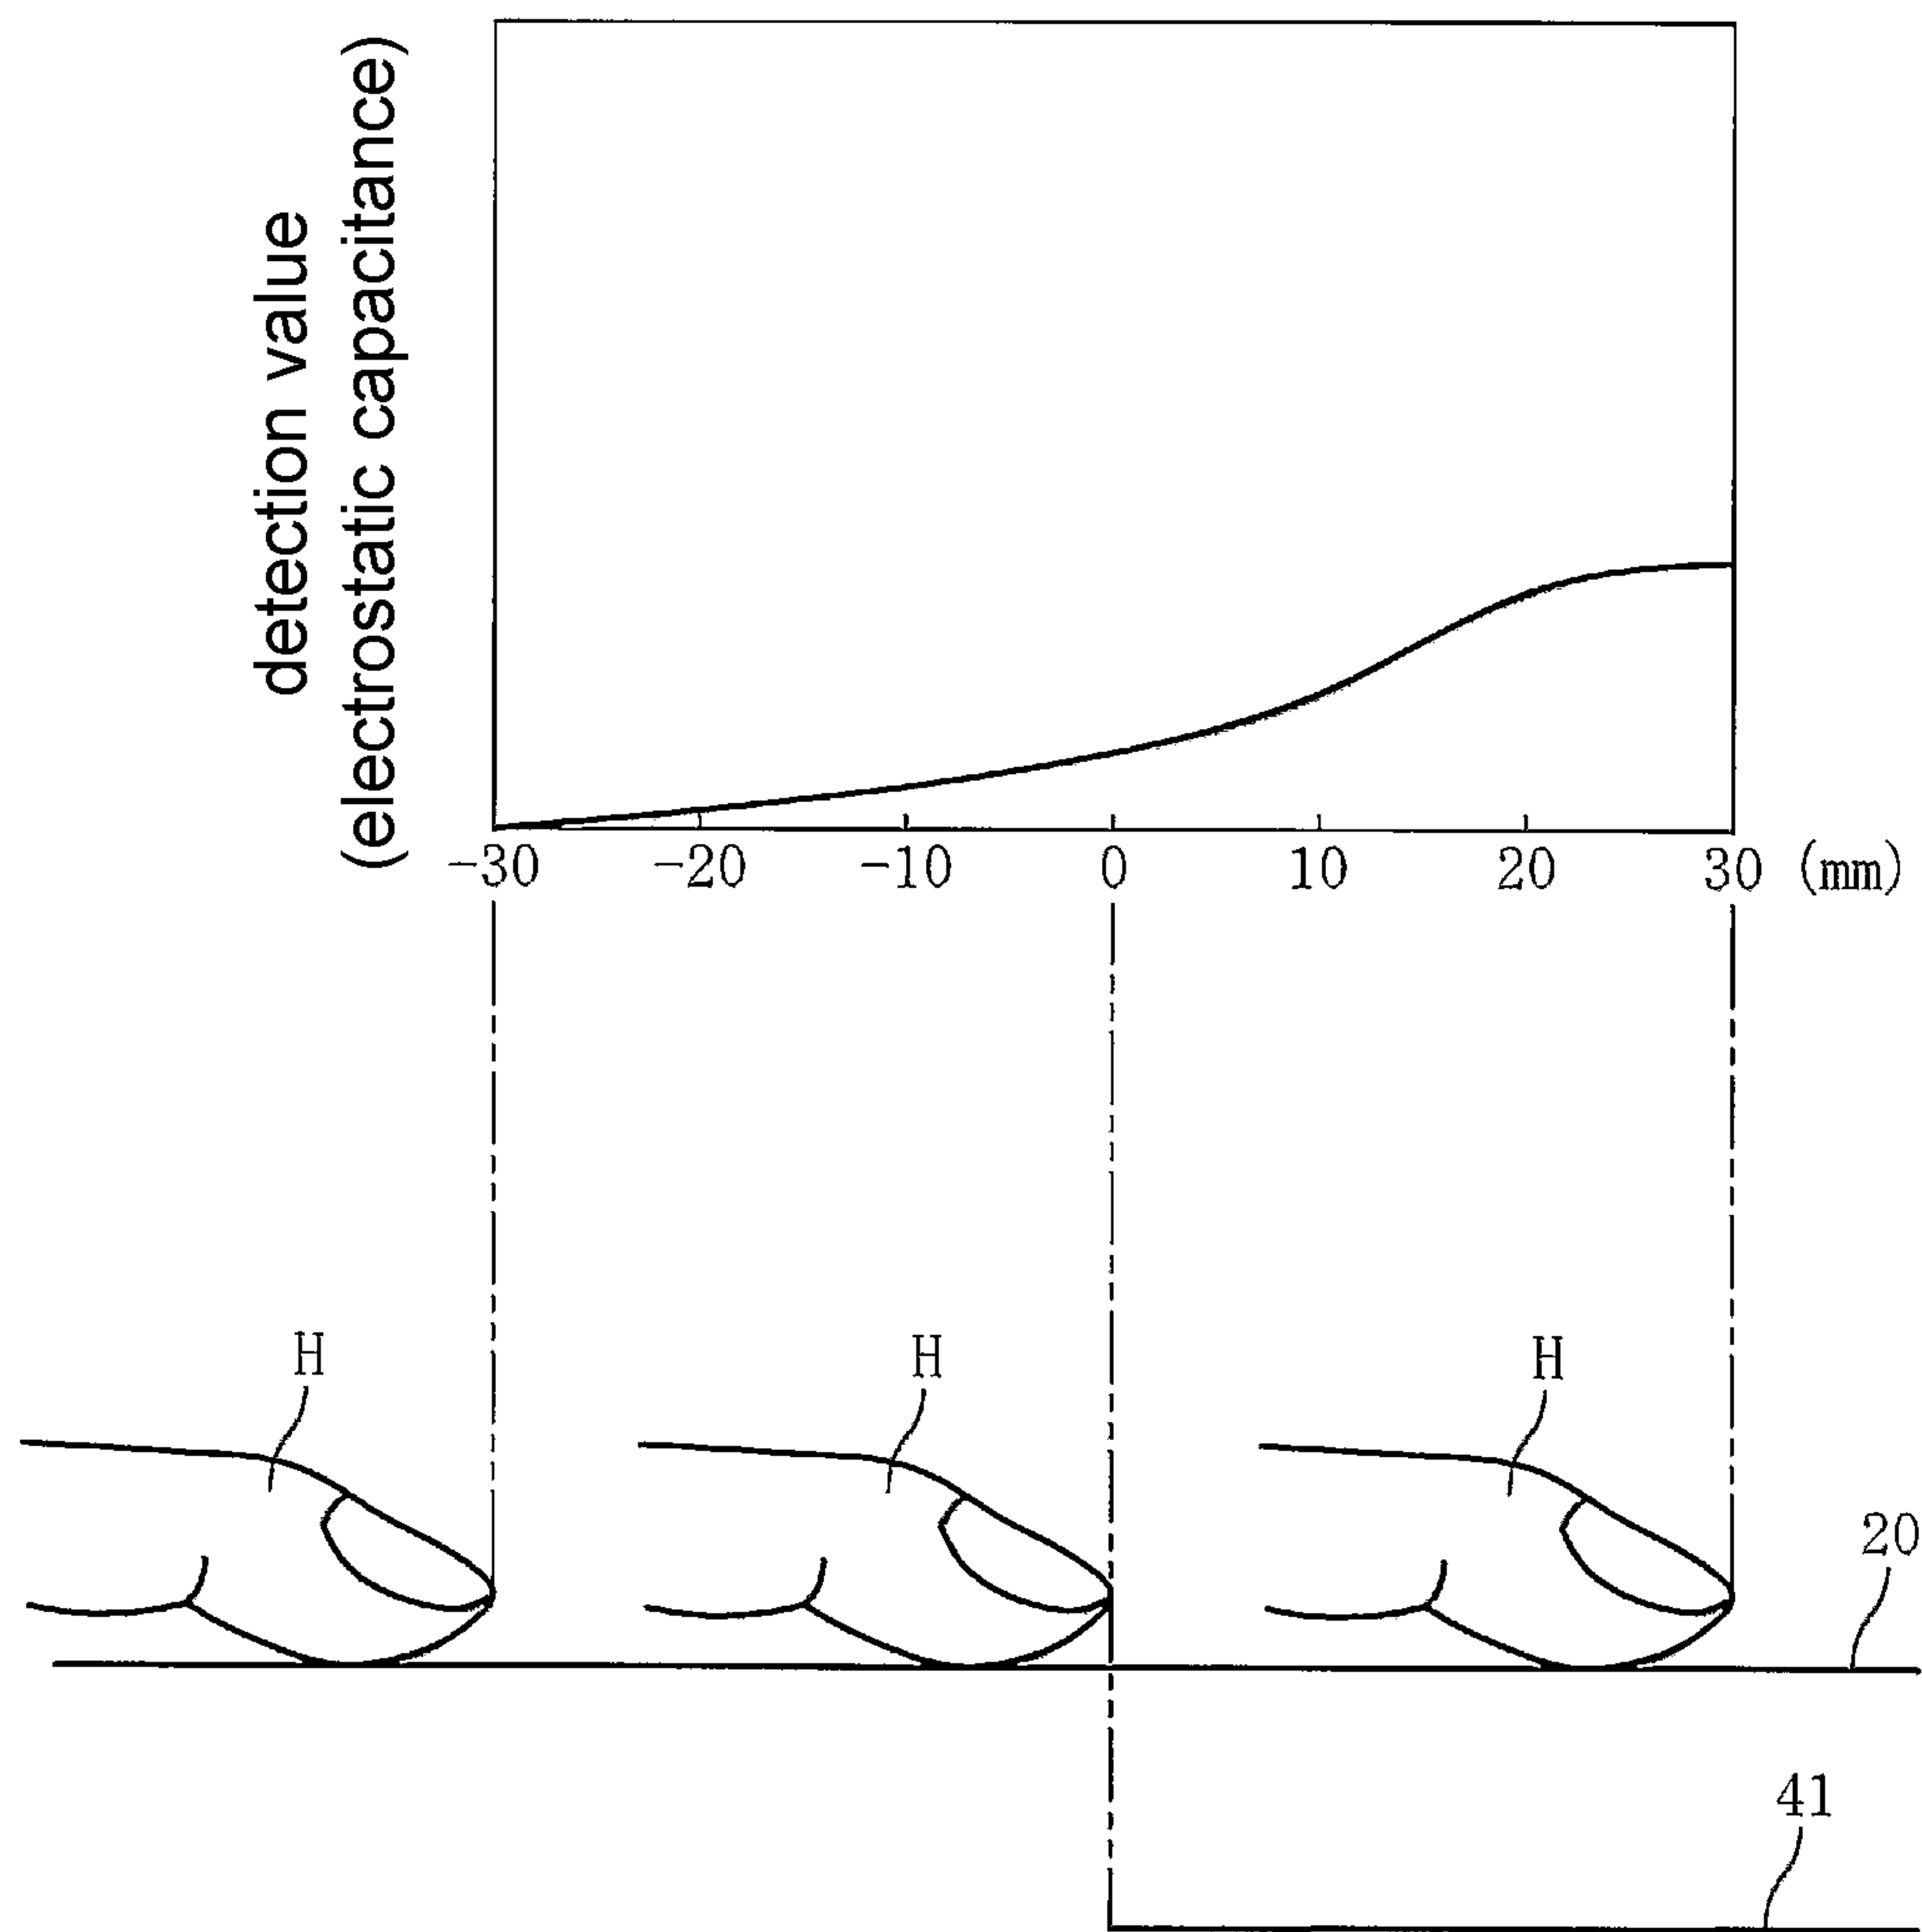 detection value
(electrostatic capacitance)
-30 -20 -10 0 10 20 30 (mm)
H H H
20
41